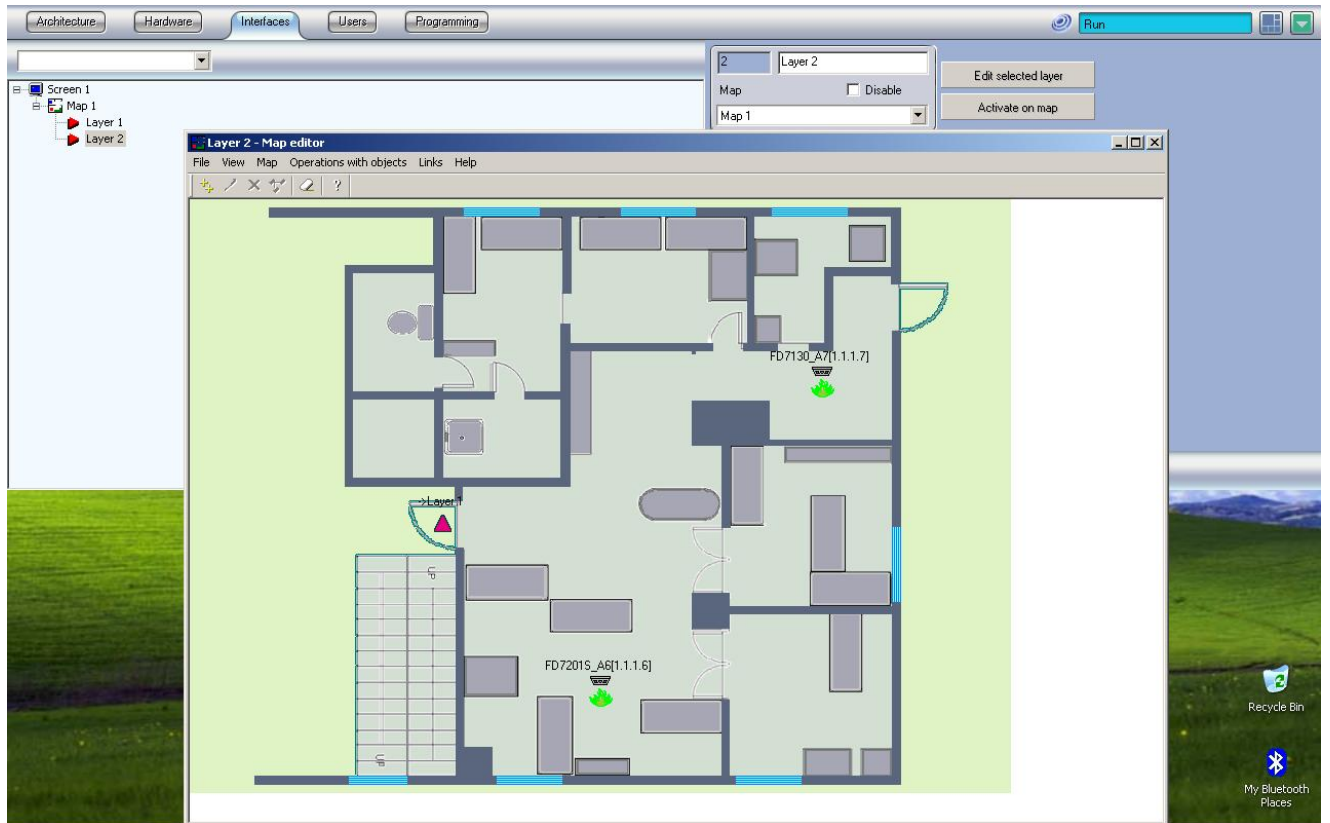 Architecture Hardware Interfaces Users Programming Run
2 Layer 2
Map Disable
Map 1
Edit selected layer
Activate on map
Screen 1
Map 1
Layer 1
Layer 2
Layer 2 - Map editor
File View Map Operations with objects Links Help
?
FD7130_A7[1.1.1.7]
->Layer 1
UP
FD7201S_A6[1.1.1.6]
UP
Recycle Bin
My Bluetooth
Places